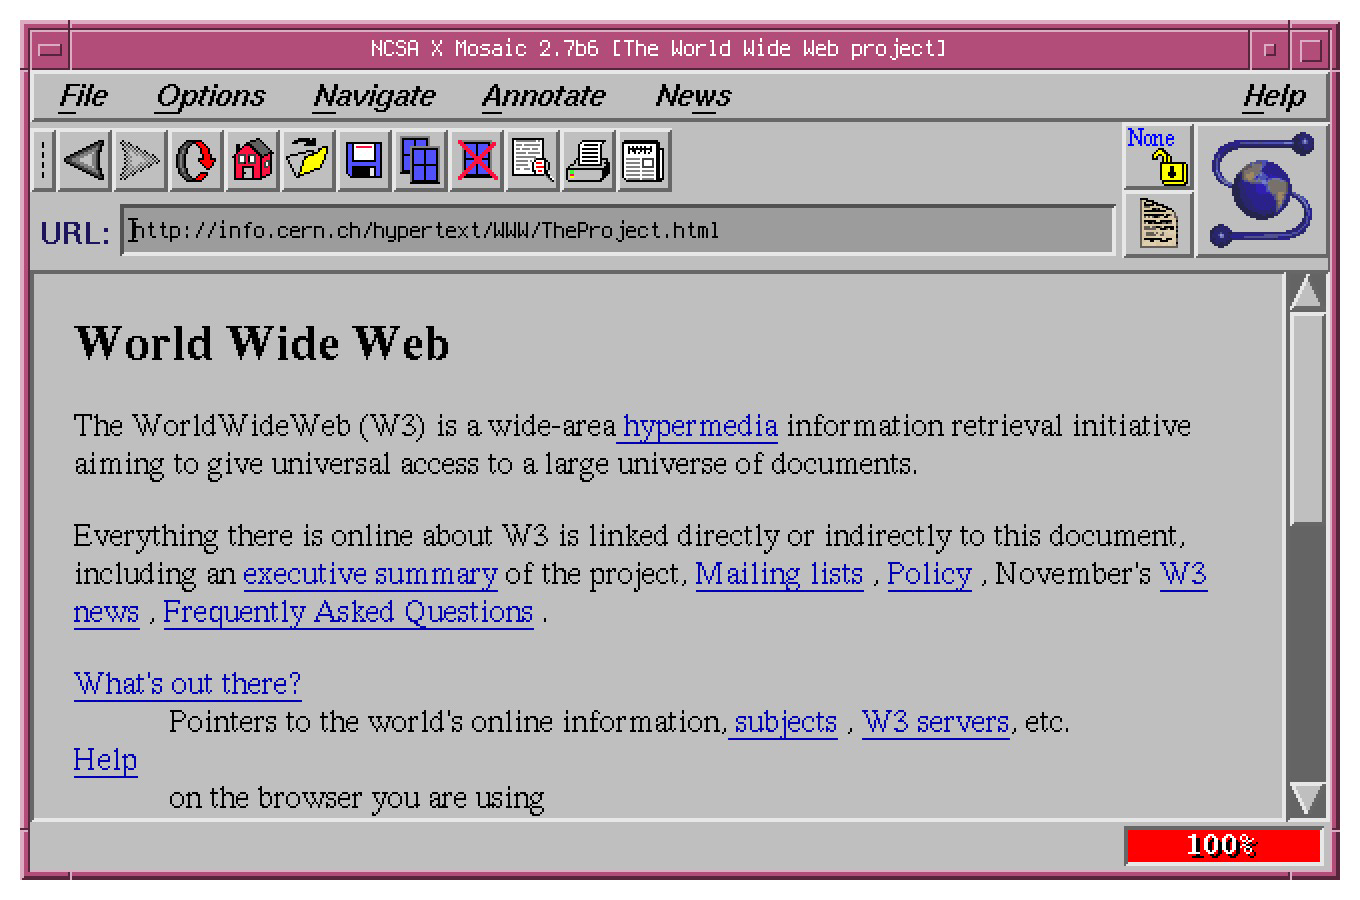 NCSA X Mosaic 2.7b6 [The World Wide Web project]
File Options Navigate Annotate News Help
None
URL: http://info.cern.ch/hypertext/WWW/TheProject.html
World Wide Web
The WorldWideWeb (W3) is a wide-area hypermedia information retrieval initiative
aiming to give universal access to a large universe of documents.
Everything there is online about W3 is linked directly or indirectly to this document,
including an executive summary of the project, Mailing lists , Policy , November's W3
news , Frequently Asked Questions .
What's out there?
Pointers to the world's online information, subjects , W3 servers, etc.
Help
on the browser you are using
100%